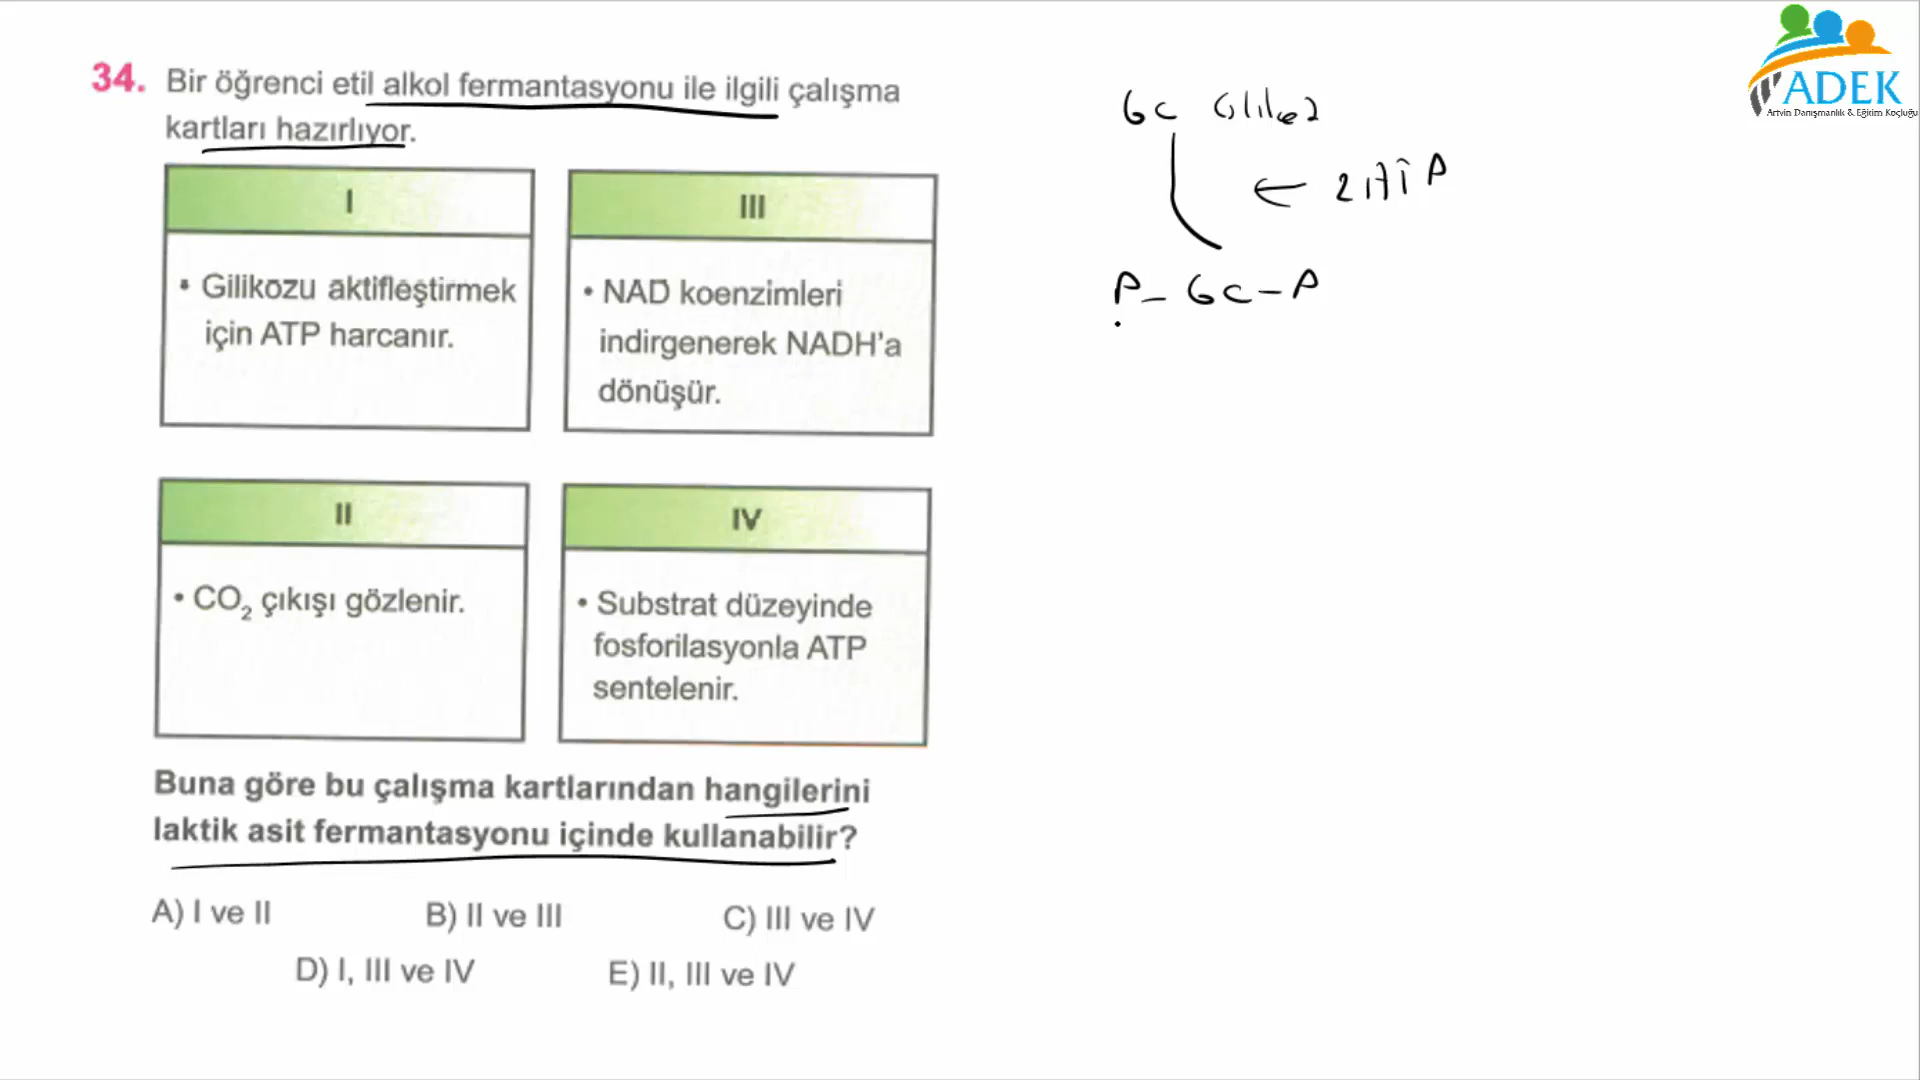 34. Bir öğrenci etil alkol fermantasyonu ile ilgili çalışma
kartları hazırlıyor.
I
• Gilikozu aktifleştirmek
için ATP harcanır.
III
• NAD koenzimleri
indirgenerek NADH'a
dönüşür.
II
• CO₂ çıkışı gözlenir.
IV
• Substrat düzeyinde
fosforilasyonla ATP
sentelenir.
Buna göre bu çalışma kartlarından hangilerini
laktik asit fermantasyonu içinde kullanabilir?
A) I ve II
B) II ve III
C) III ve IV
D) I, III ve IV
E) II, III ve IV
6C
2 ATP
P – 6C – P
ADEK
Artvin Danışmanlık & Eğitim Koçluğu